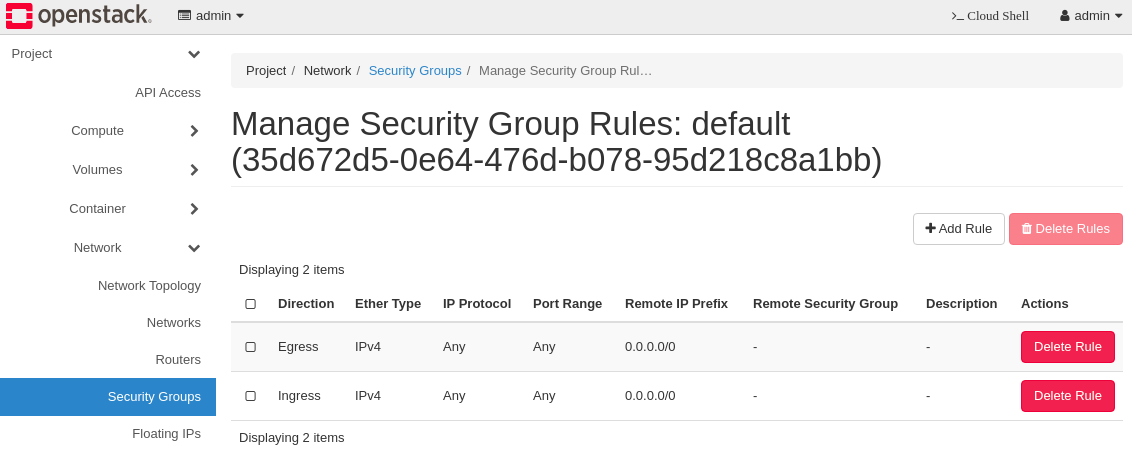 openstack.
admin
Cloud Shell
admin
Project
API Access
Compute
Volumes
Container
Network
Network Topology
Networks
Routers
Security Groups
Floating IPs
Project / Network / Security Groups / Manage Security Group Rul…
Manage Security Group Rules: default
(35d672d5-0e64-476d-b078-95d218c8a1bb)
Add Rule Delete Rules
Displaying 2 items
Direction Ether Type IP Protocol Port Range Remote IP Prefix Remote Security Group Description Actions
Egress IPv4 Any Any 0.0.0.0/0 - - Delete Rule
Ingress IPv4 Any Any 0.0.0.0/0 - - Delete Rule
Displaying 2 items